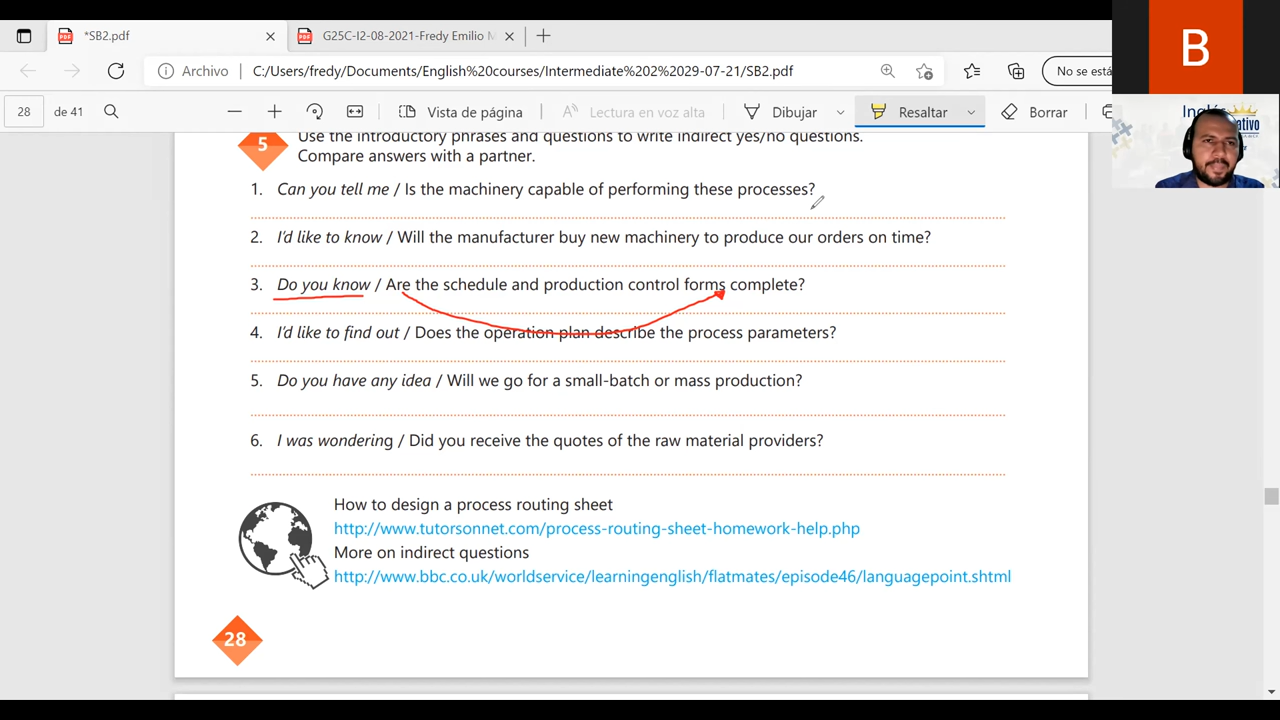 *SB2.pdf
G25C-I2-08-2021-Fredy Emilio M
Archivo
C:/Users/fredy/Documents/English%20courses/Intermediate%202%2029-07-21/SB2.pdf
No se está
28
de 41
Vista de página
Lectura en voz alta
Dibujar
Resaltar
Borrar
B
Inglés
5
Use the introductory phrases and questions to write indirect yes/no questions.
Compare answers with a partner.
1. Can you tell me / Is the machinery capable of performing these processes?
2. I'd like to know / Will the manufacturer buy new machinery to produce our orders on time?
3. Do you know / Are the schedule and production control forms complete?
4. I'd like to find out / Does the operation plan describe the process parameters?
5. Do you have any idea / Will we go for a small-batch or mass production?
6. I was wondering / Did you receive the quotes of the raw material providers?
How to design a process routing sheet
http://www.tutorsonnet.com/process-routing-sheet-homework-help.php
More on indirect questions
http://www.bbc.co.uk/worldservice/learningenglish/flatmates/episode46/languagepoint.shtml
28